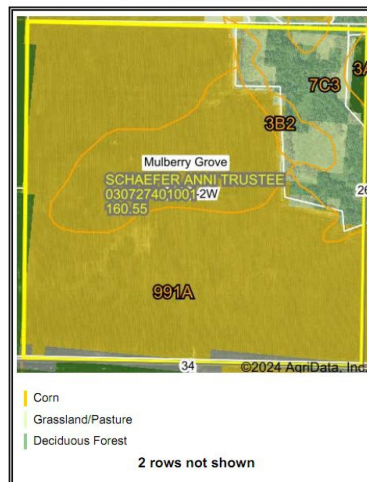 7C3
3A
3B2
Mulberry Grove
SCHAEFER ANNI TRUSTEE
030727401001
-2W
160.55
26
991A
34
©2024 AgriData, Inc.
Corn
Grassland/Pasture
Deciduous Forest
2 rows not shown